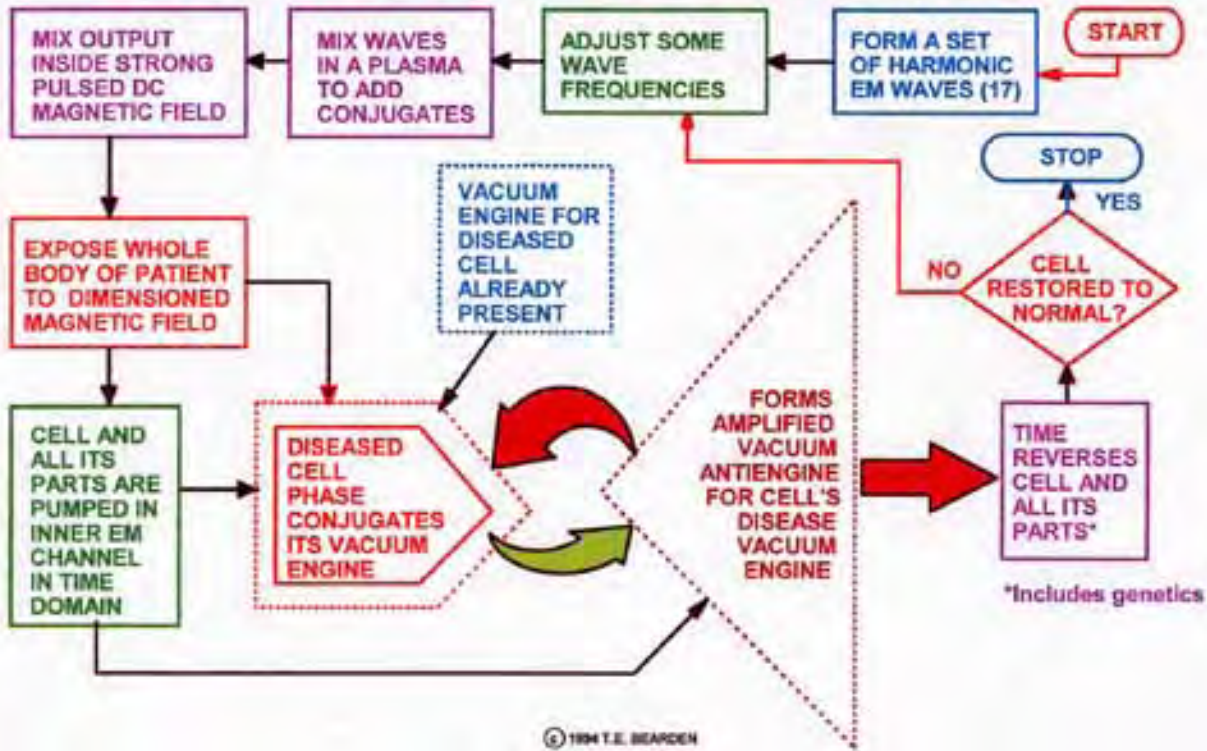 START
FORM A SET
OF HARMONIC
EM WAVES (17)
ADJUST SOME
WAVE
FREQUENCIES
MIX WAVES
IN A PLASMA
TO ADD
CONJUGATES
MIX OUTPUT
INSIDE STRONG
PULSED DC
MAGNETIC FIELD
EXPOSE WHOLE
BODY OF PATIENT
TO DIMENSIONED
MAGNETIC FIELD
CELL AND
ALL ITS
PARTS ARE
PUMPED IN
INNER EM
CHANNEL
IN TIME
DOMAIN
VACUUM
ENGINE FOR
DISEASED
CELL
ALREADY
PRESENT
DISEASED
CELL
PHASE
CONJUGATES
ITS VACUUM
ENGINE
FORMS
AMPLIFIED
VACUUM
ANTIENGINE
FOR CELL'S
DISEASE
VACUUM
ENGINE
TIME
REVERSES
CELL AND
ALL ITS
PARTS*
*Includes genetics
CELL
RESTORED TO
NORMAL?
NO
YES
STOP
© 1994 T.E. BEARDEN